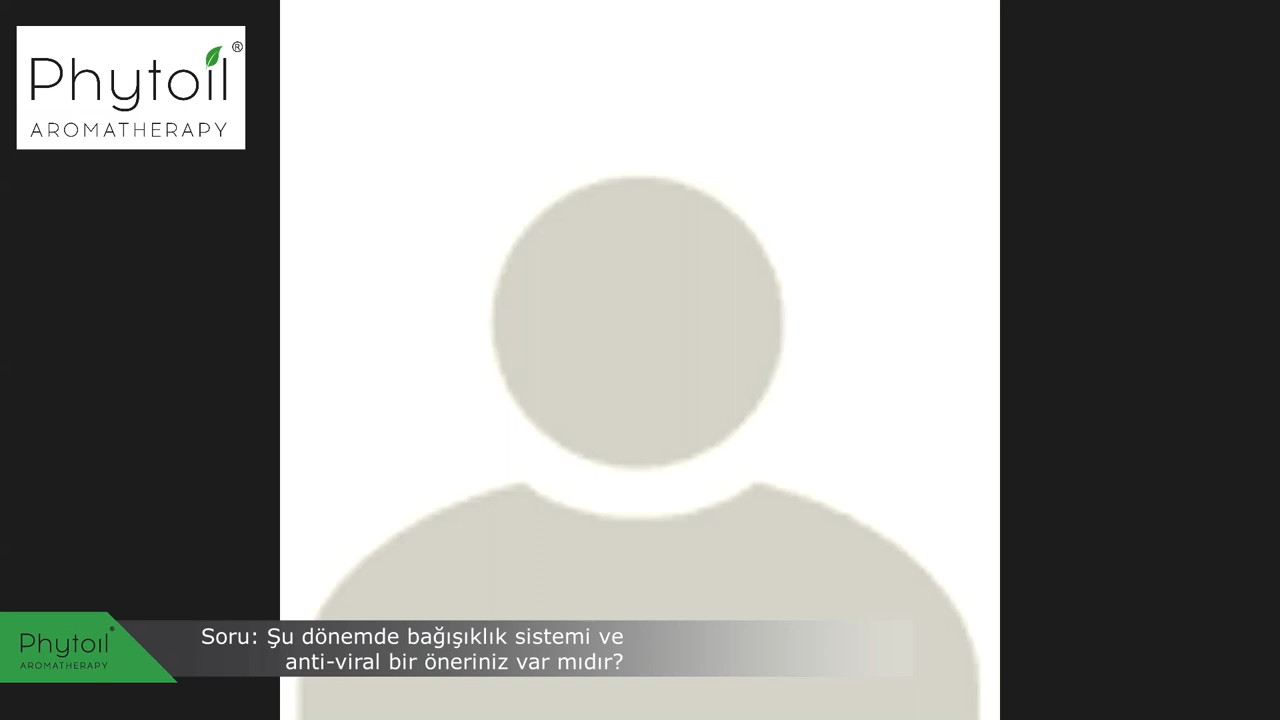 Phytoil®
AROMATHERAPY
Phytoil®
AROMATHERAPY
Soru: Şu dönemde bağışıklık sistemi ve
anti-viral bir öneriniz var mıdır?